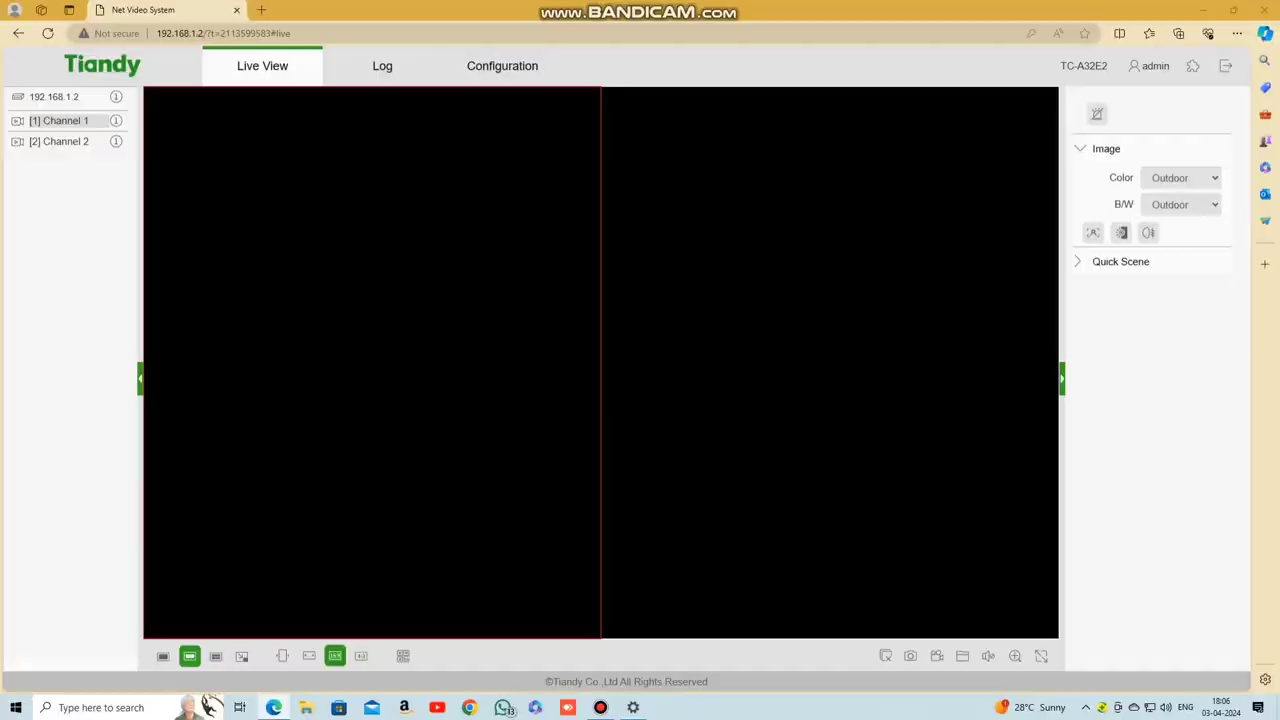 Net Video System
www.BANDICAM.com
Not secure
192.168.1.2/?t=2113599583#live
Tiandy
Live View
Log
Configuration
TC-A32E2
admin
192.168.1.2
[1] Channel 1
[2] Channel 2
Image
Color
Outdoor
B/W
Outdoor
Quick Scene
©Tiandy Co.,Ltd All Rights Reserved
Type here to search
28°C Sunny
ENG
18:06
03-04-2024